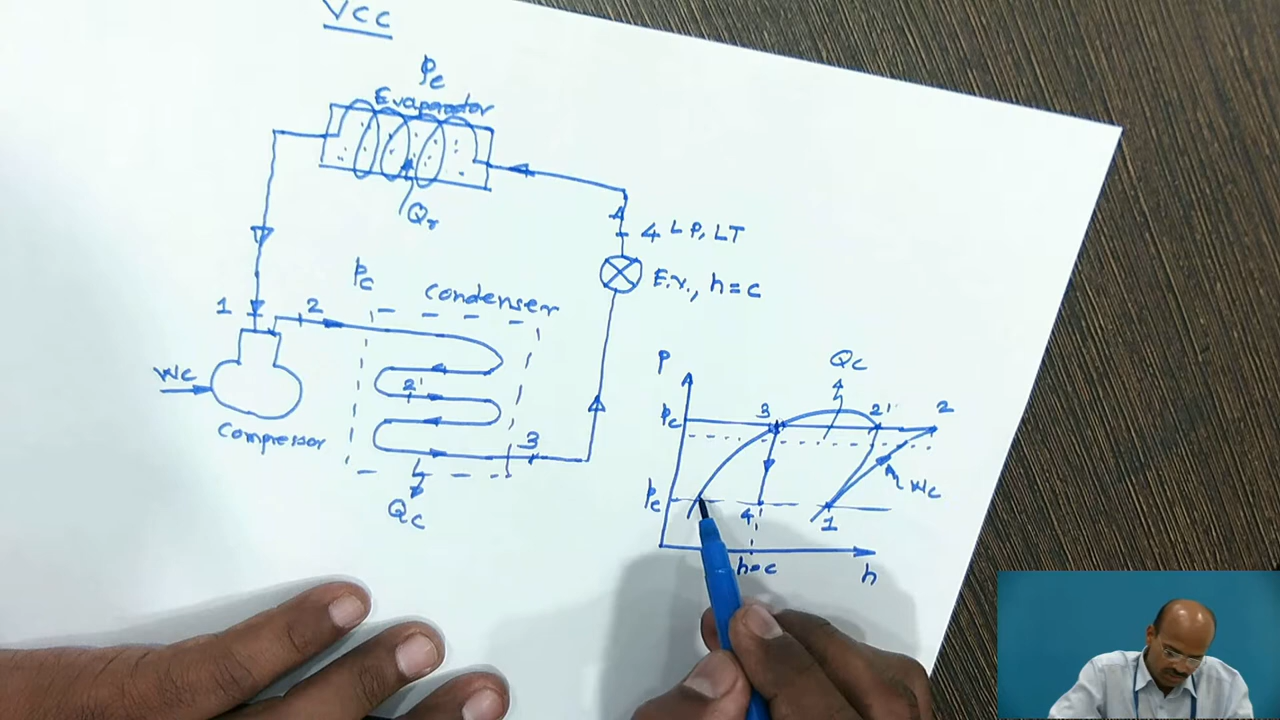 VCC
Pe
Evaporator
Qr
4 LP, LT
E.V., h=c
Pc
condenser
1
2
2'
Wc
compressor
3
Qc
P
Qc
Pc
3
2'
2
Wc
Pe
4
1
h=c
h